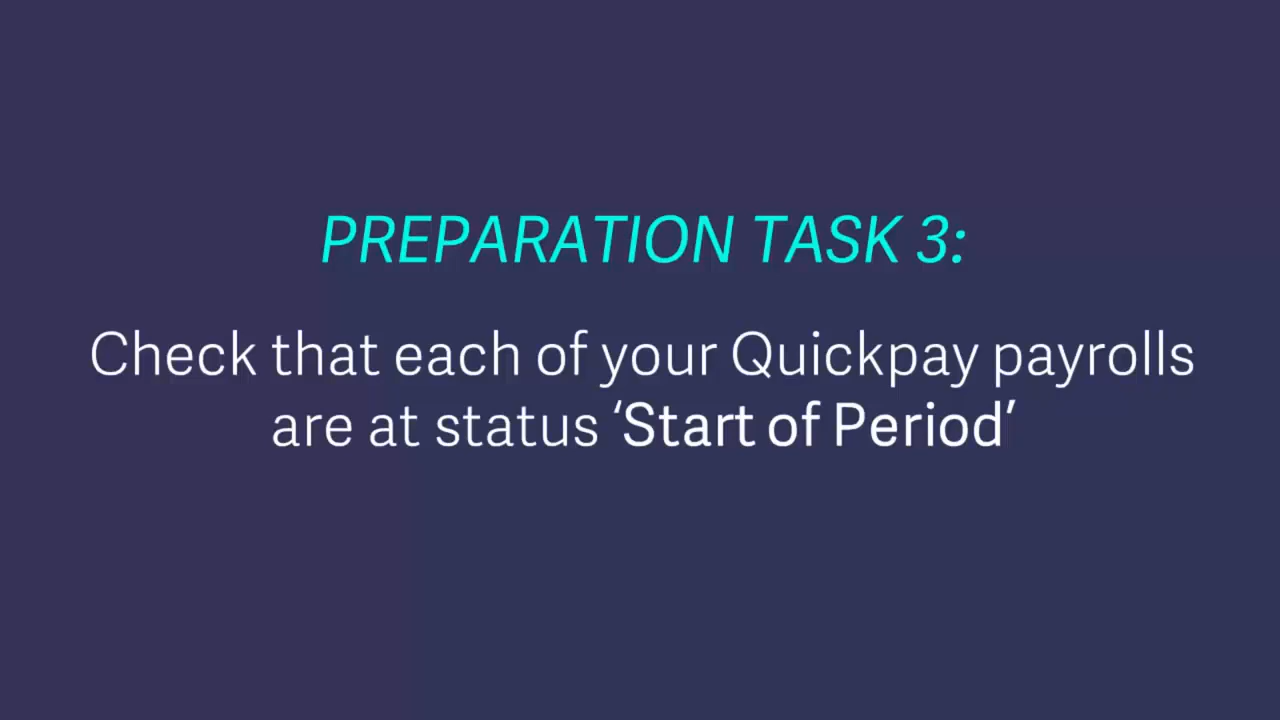 PREPARATION TASK 3:
Check that each of your Quickpay payrolls
are at status ‘Start of Period’